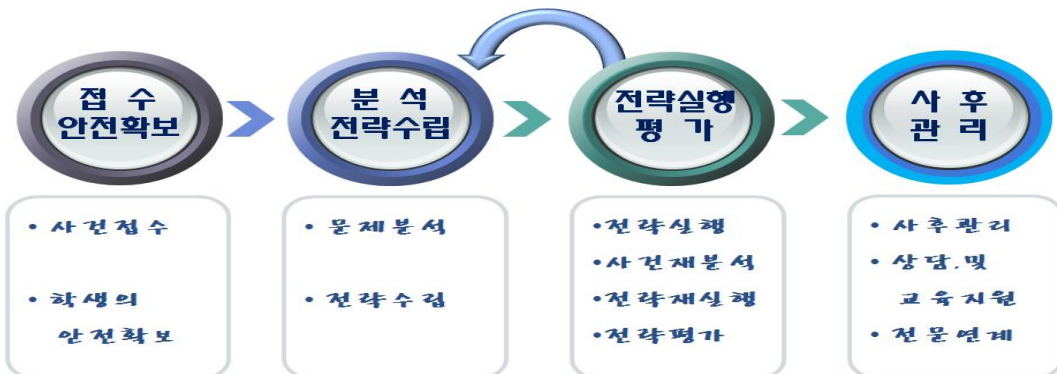 접 수
안전확보
분 석
전략수립
전략실행
평 가
사 후
관 리
• 사건접수
• 학생의
안전확보
• 문제분석
• 전략수립
•전략실행
•사건재분석
•전략재실행
•전략평가
• 사후관리
• 상담.및
교육지원
• 전문연계